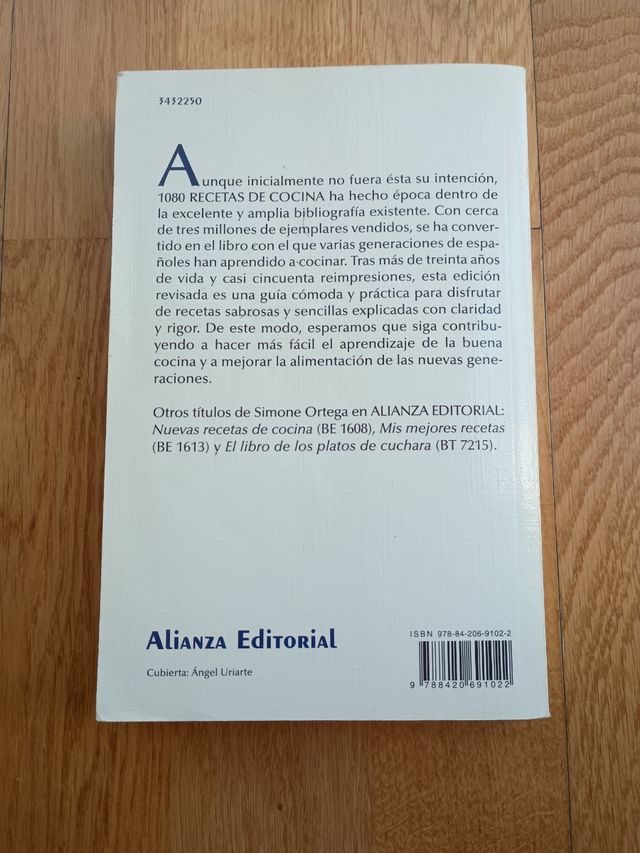 3432250
Aunque inicialmente no fuera ésta su intención,
1080 RECETAS DE COCINA ha hecho época dentro de
la excelente y amplia bibliografía existente. Con cerca
de tres millones de ejemplares vendidos, se ha conver-
tido en el libro con el que varias generaciones de espa-
ñoles han aprendido a cocinar. Tras más de treinta años
de vida y casi cincuenta reimpresiones, esta edición
revisada es una guía cómoda y práctica para disfrutar
de recetas sabrosas y sencillas explicadas con claridad
y rigor. De este modo, esperamos que siga contribu-
yendo a hacer más fácil el aprendizaje de la buena
cocina y a mejorar la alimentación de las nuevas gene-
raciones.
Otros títulos de Simone Ortega en ALIANZA EDITORIAL:
Nuevas recetas de cocina (BE 1608), Mis mejores recetas
(BE 1613) y El libro de los platos de cuchara (BT 7215).
Alianza Editorial
Cubierta: Ángel Uriarte
ISBN 978-84-206-9102-2
9 788420 691022